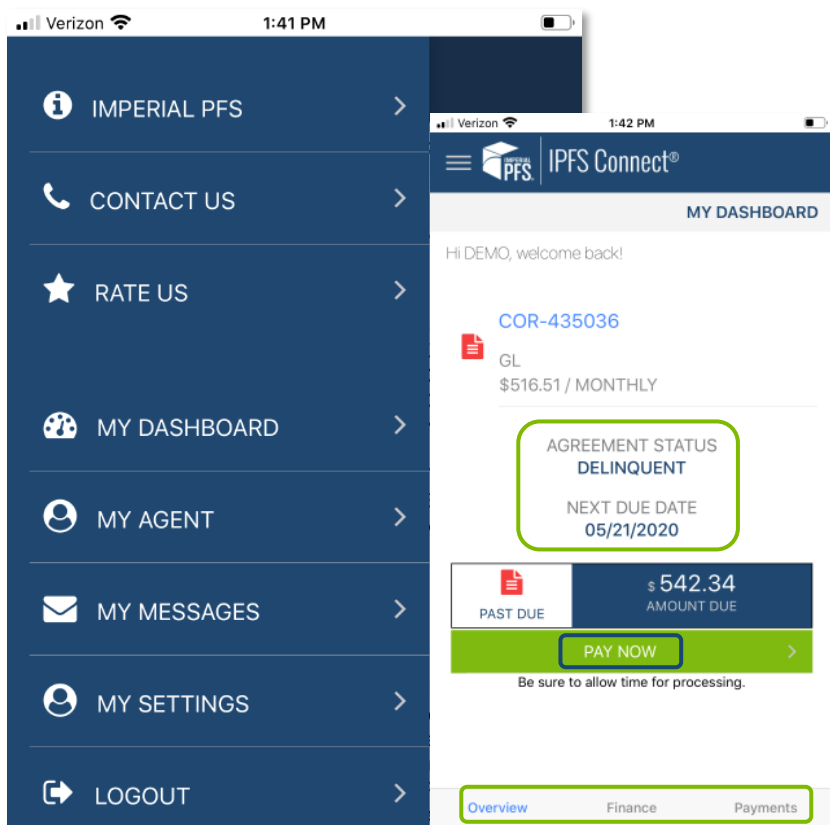 Verizon 1:41 PM
IMPERIAL PFS
CONTACT US
RATE US
MY DASHBOARD
MY AGENT
MY MESSAGES
MY SETTINGS
LOGOUT
Verizon 1:42 PM
IMPERIAL
PFS. IPFS Connect®
MY DASHBOARD
Hi DEMO, welcome back!
COR-435036
GL
$516.51 / MONTHLY
AGREEMENT STATUS
DELINQUENT
NEXT DUE DATE
05/21/2020
PAST DUE
$ 542.34
AMOUNT DUE
PAY NOW
Be sure to allow time for processing.
Overview Finance Payments